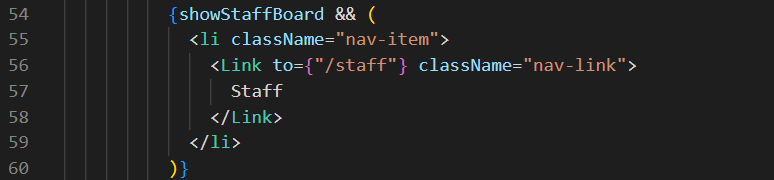 54 {showStaffBoard && (
55 <li className="nav-item">
56 <Link to={"/staff"} className="nav-link">
57 Staff
58 </Link>
59 </li>
60 )}